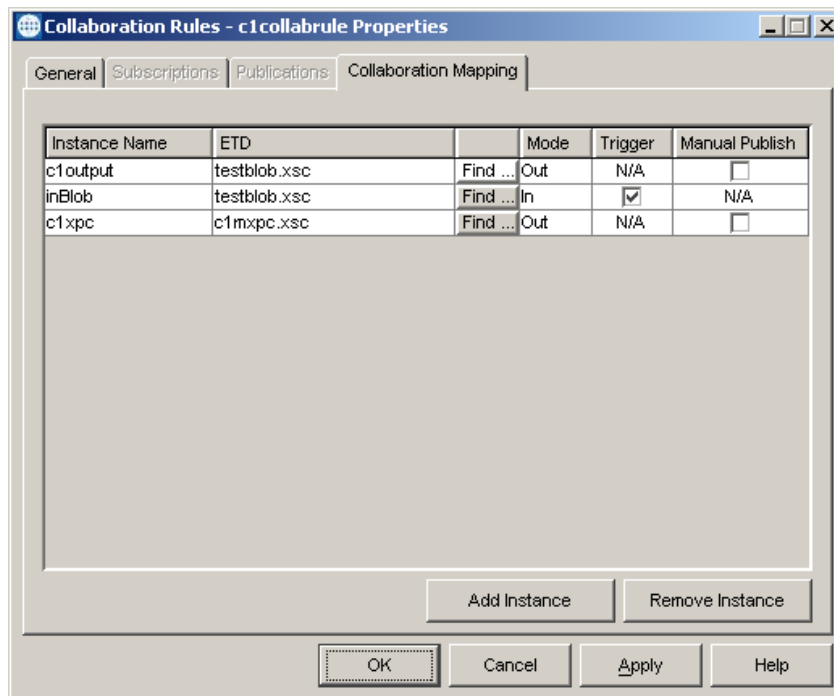 Collaboration Rules - c1collabrule Properties
General Subscriptions Publications Collaboration Mapping
Instance Name ETD Mode Trigger Manual Publish
c1output testblob.xsc Find ... Out N/A
inBlob testblob.xsc Find ... In N/A
c1xpc c1mxpc.xsc Find ... Out N/A
Add Instance Remove Instance
OK Cancel Apply Help